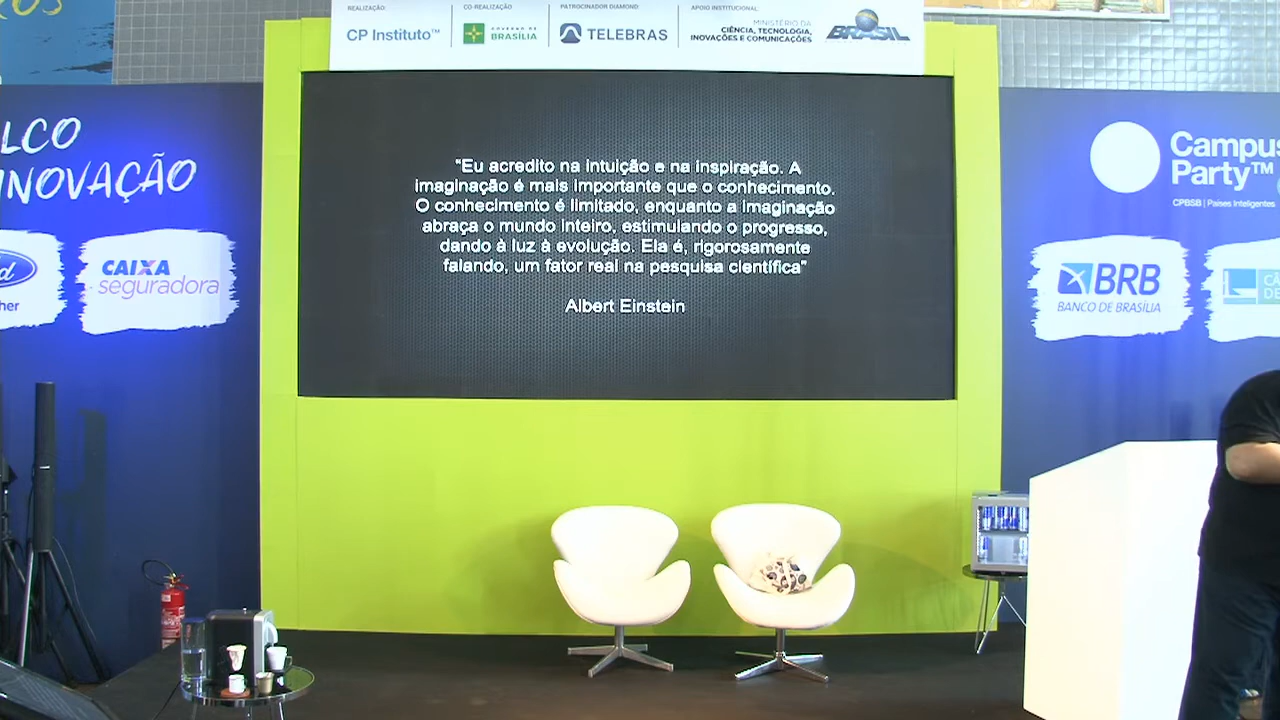 REALIZAÇÃO:
CP Instituto™
CO-REALIZAÇÃO:
GOVERNO DE
BRASÍLIA
PATROCINADOR DIAMOND:
TELEBRAS
APOIO INSTITUCIONAL:
MINISTÉRIO DA
CIÊNCIA, TECNOLOGIA,
INOVAÇÕES E COMUNICAÇÕES
BRASIL
LCO
INOVAÇÃO
CAIXA
seguradora
"Eu acredito na intuição e na inspiração. A
imaginação é mais importante que o conhecimento.
O conhecimento é limitado, enquanto a imaginação
abraça o mundo inteiro, estimulando o progresso,
dando à luz à evolução. Ela é, rigorosamente
falando, um fator real na pesquisa científica"
Albert Einstein
Campus
Party™
CPBSB | Países Inteligentes
BRB
BANCO DE BRASÍLIA